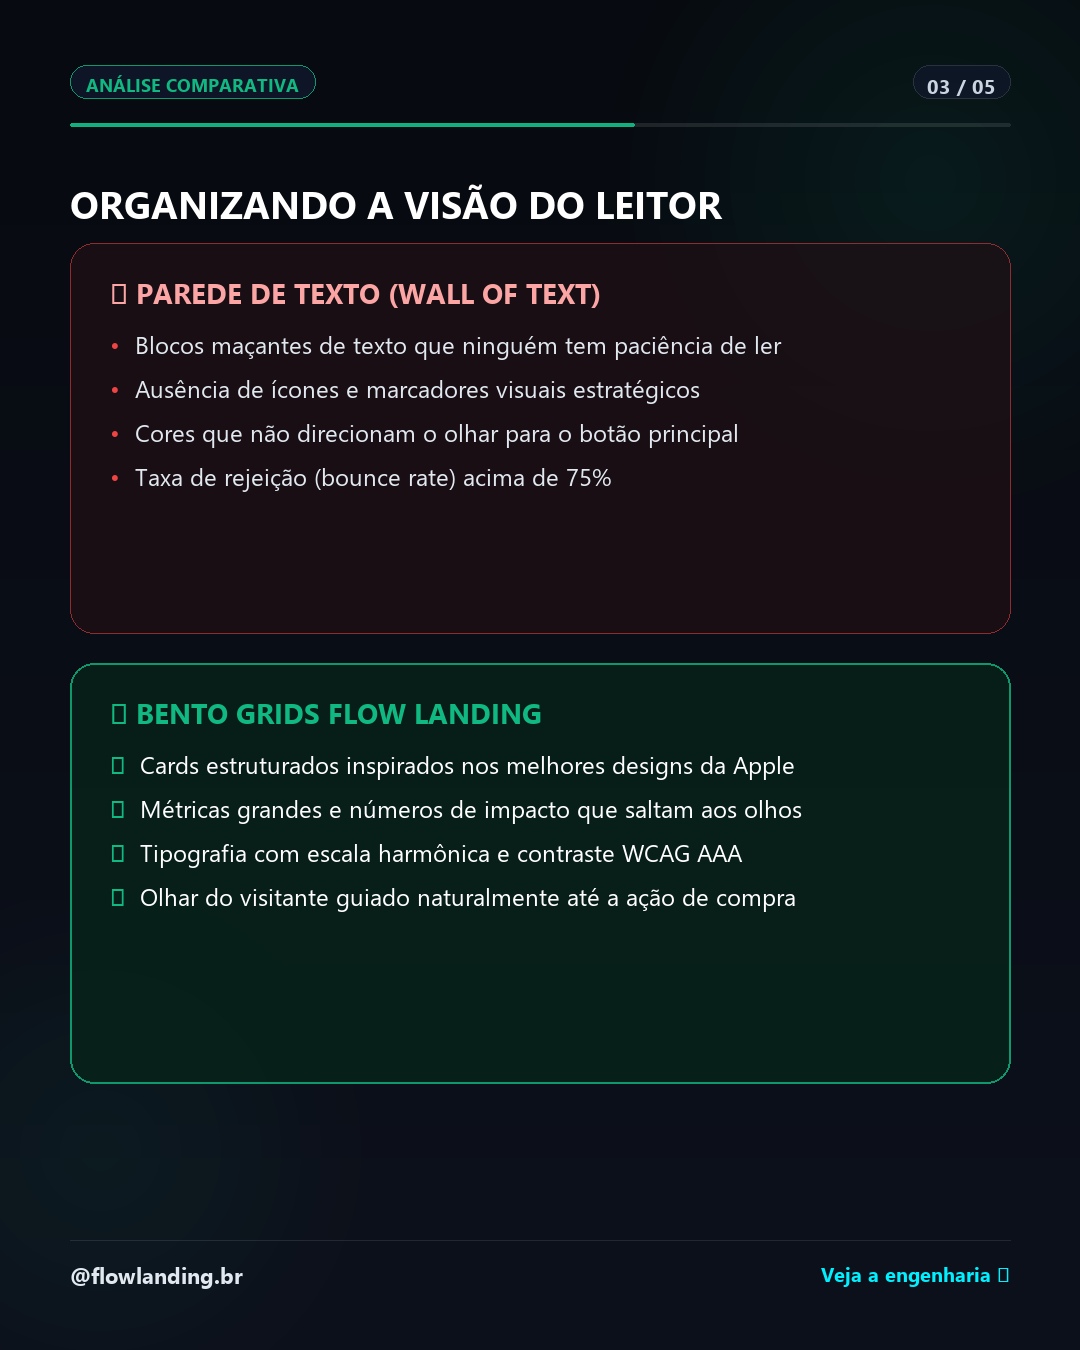 ANÁLISE COMPARATIVA
03 / 05
ORGANIZANDO A VISÃO DO LEITOR
PAREDE DE TEXTO (WALL OF TEXT)
• Blocos maçantes de texto que ninguém tem paciência de ler
• Ausência de ícones e marcadores visuais estratégicos
• Cores que não direcionam o olhar para o botão principal
• Taxa de rejeição (bounce rate) acima de 75%
BENTO GRIDS FLOW LANDING
Cards estruturados inspirados nos melhores designs da Apple
Métricas grandes e números de impacto que saltam aos olhos
Tipografia com escala harmônica e contraste WCAG AAA
Olhar do visitante guiado naturalmente até a ação de compra
@flowlanding.br
Veja a engenharia